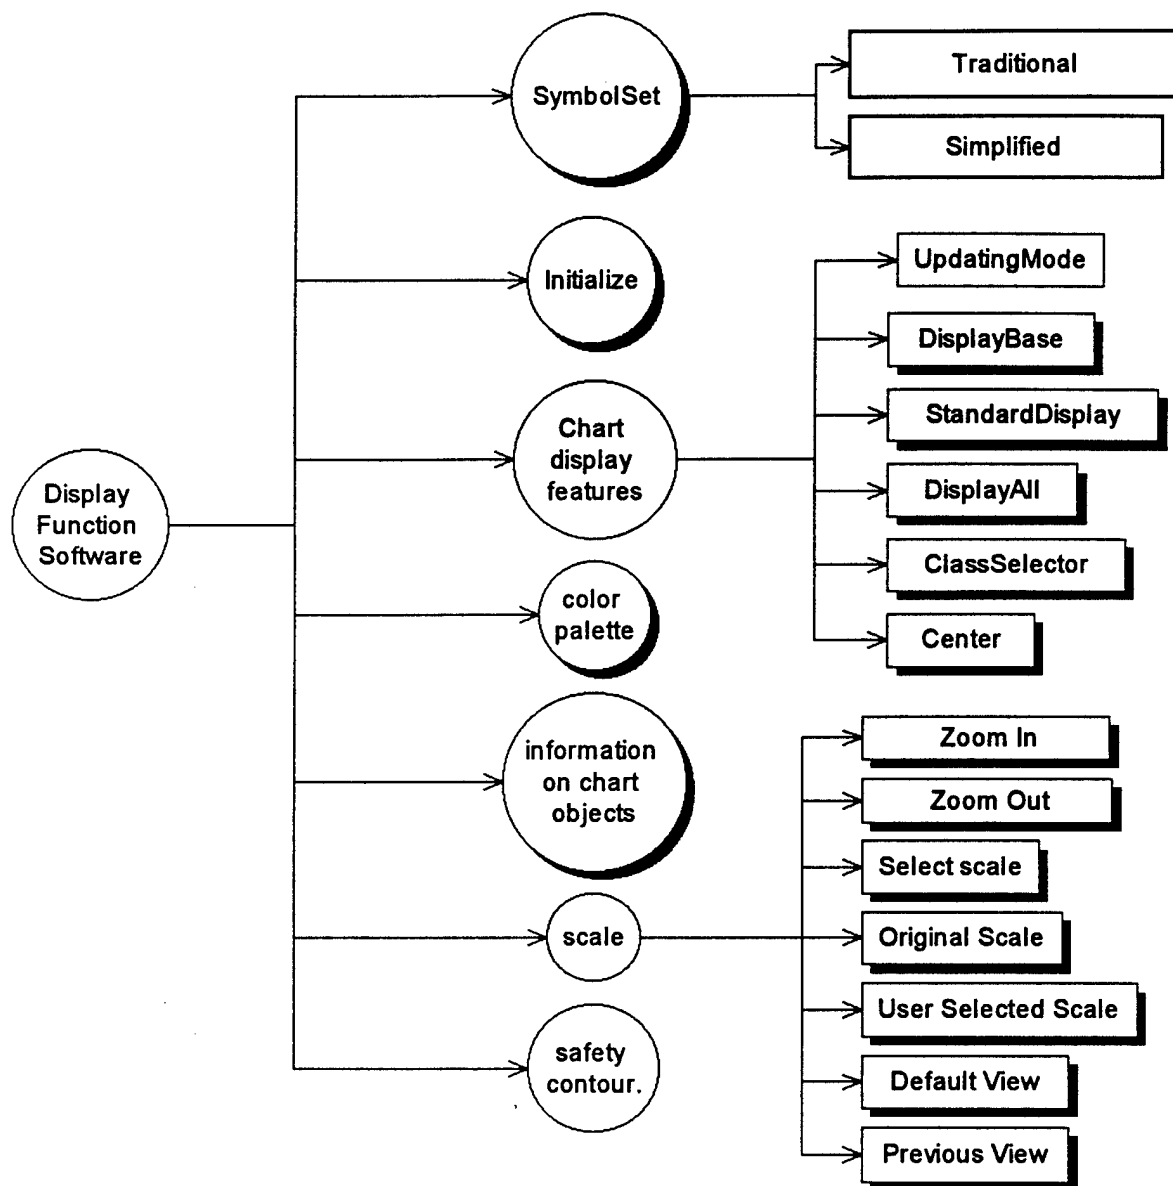 Display
Function
Software
SymbolSet
Traditional
Simplified
Initialize
Chart
display
features
UpdatingMode
DisplayBase
StandardDisplay
DisplayAll
ClassSelector
Center
color
palette
information
on chart
objects
scale
Zoom In
Zoom Out
Select scale
Original Scale
User Selected Scale
Default View
Previous View
safety
contour.